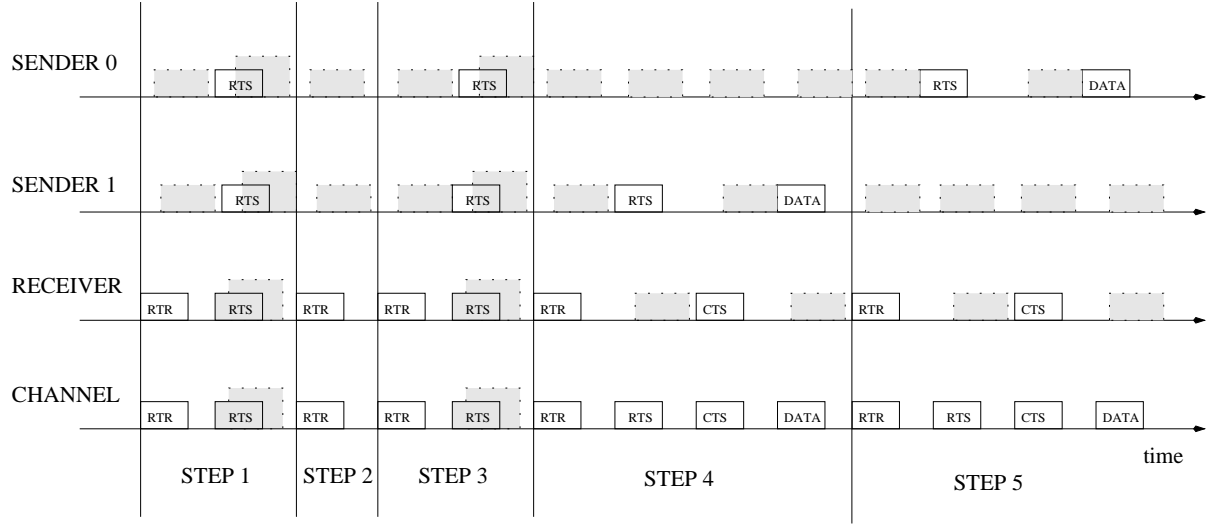 SENDER 0
RTS RTS RTS DATA
SENDER 1
RTS RTS RTS DATA
RECEIVER
RTR RTS RTR RTR RTS RTR CTS RTR CTS
CHANNEL
RTR RTS RTR RTR RTS RTR RTS CTS DATA RTR RTS CTS DATA
time
STEP 1 STEP 2 STEP 3 STEP 4 STEP 5